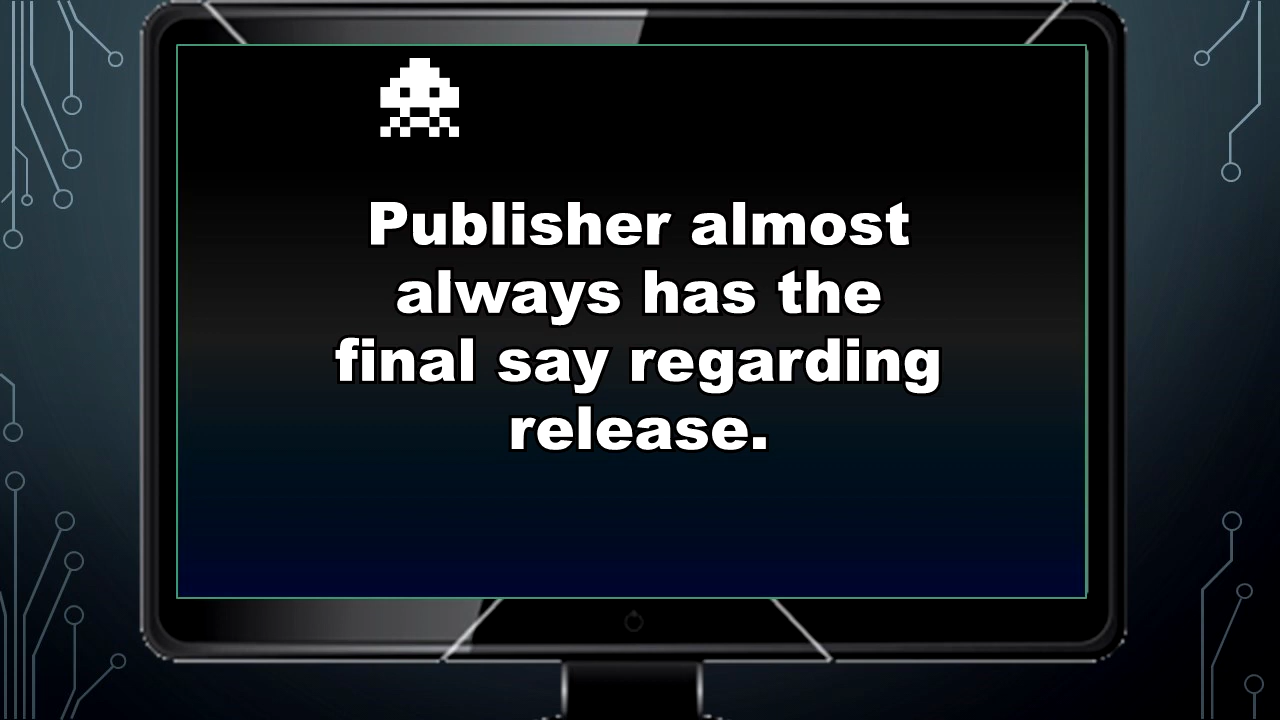 Publisher almost
always has the
final say regarding
release.